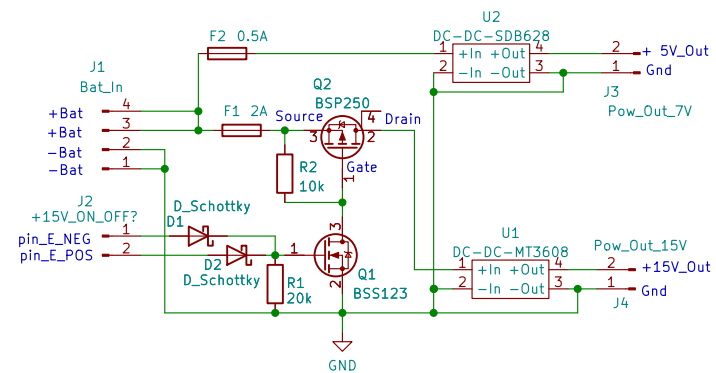 U2
F2 0.5A
DC-DC-SDB628
1 +In +Out 4
2 -In -Out 3
2 + 5V_Out
1 Gnd
J3
Pow_Out_7V
J1
Bat_In
+Bat 4
+Bat 3
-Bat 2
-Bat 1
Q2
BSP250
F1 2A
Source
Drain
3
4
2
Gate
1
R2
10k
J2
+15V_ON_OFF?
D_Schottky
D1
pin_E_NEG 1
pin_E_POS 2
D2
D_Schottky
1
3
2
Q1
BSS123
R1
20k
U1
DC-DC-MT3608
1 +In +Out 4
2 -In -Out 3
Pow_Out_15V
2 +15V_Out
1 Gnd
J4
GND